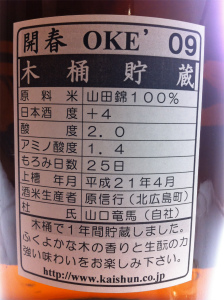 開春 OKE’ 09
木桶貯蔵
原料米 山田錦100%
日本酒度 +4
酸度 2.0
アミノ酸度 1.4
もろみ日数 25日
上槽年月 平成21年4月
酒米生産者 原信行(北広島町)
杜氏 山口竜馬(自社)
木桶で1年間貯蔵しました。
ふくよかな木の香りと生酛の力
強い味わいをお楽しみ下さい。
http://www.kaishun.co.jp